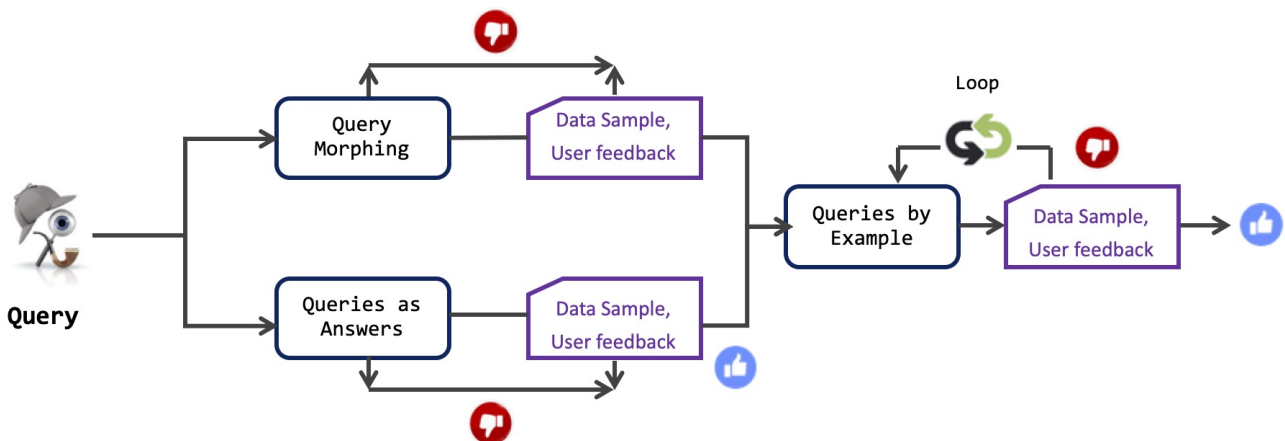 Query
Query
Morphing
Data Sample,
User feedback
Queries as
Answers
Data Sample,
User feedback
Loop
Queries by
Example
Data Sample,
User feedback